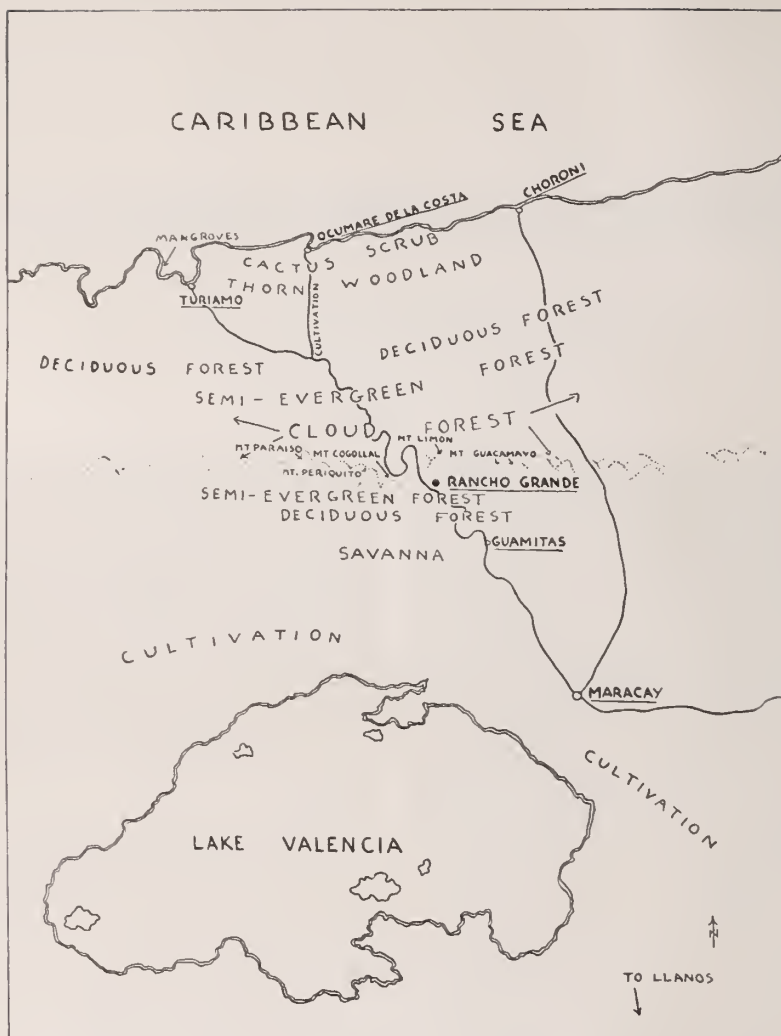 CARIBBEAN SEA
CHORONI
OCUMARE DE LA COSTA
MANGROVES
SCRUB
CACTUS
WOODLAND
THORN
TURIAMO
CULTIVATION
DECIDUOUS FOREST
FOREST
DECIDUOUS FOREST
SEMI-EVERGREEN
CLOUD FOREST
MT LIMON
MT PARAISO
MT COGOLLAL
MT GUACAMAYO
MT. PERIQUITO
RANCHO GRANDE
SEMI-EVERGREEN FOREST
DECIDUOUS FOREST
GUAMITAS
SAVANNA
CULTIVATION
MARACAY
CULTIVATION
LAKE VALENCIA
N
TO LLANOS